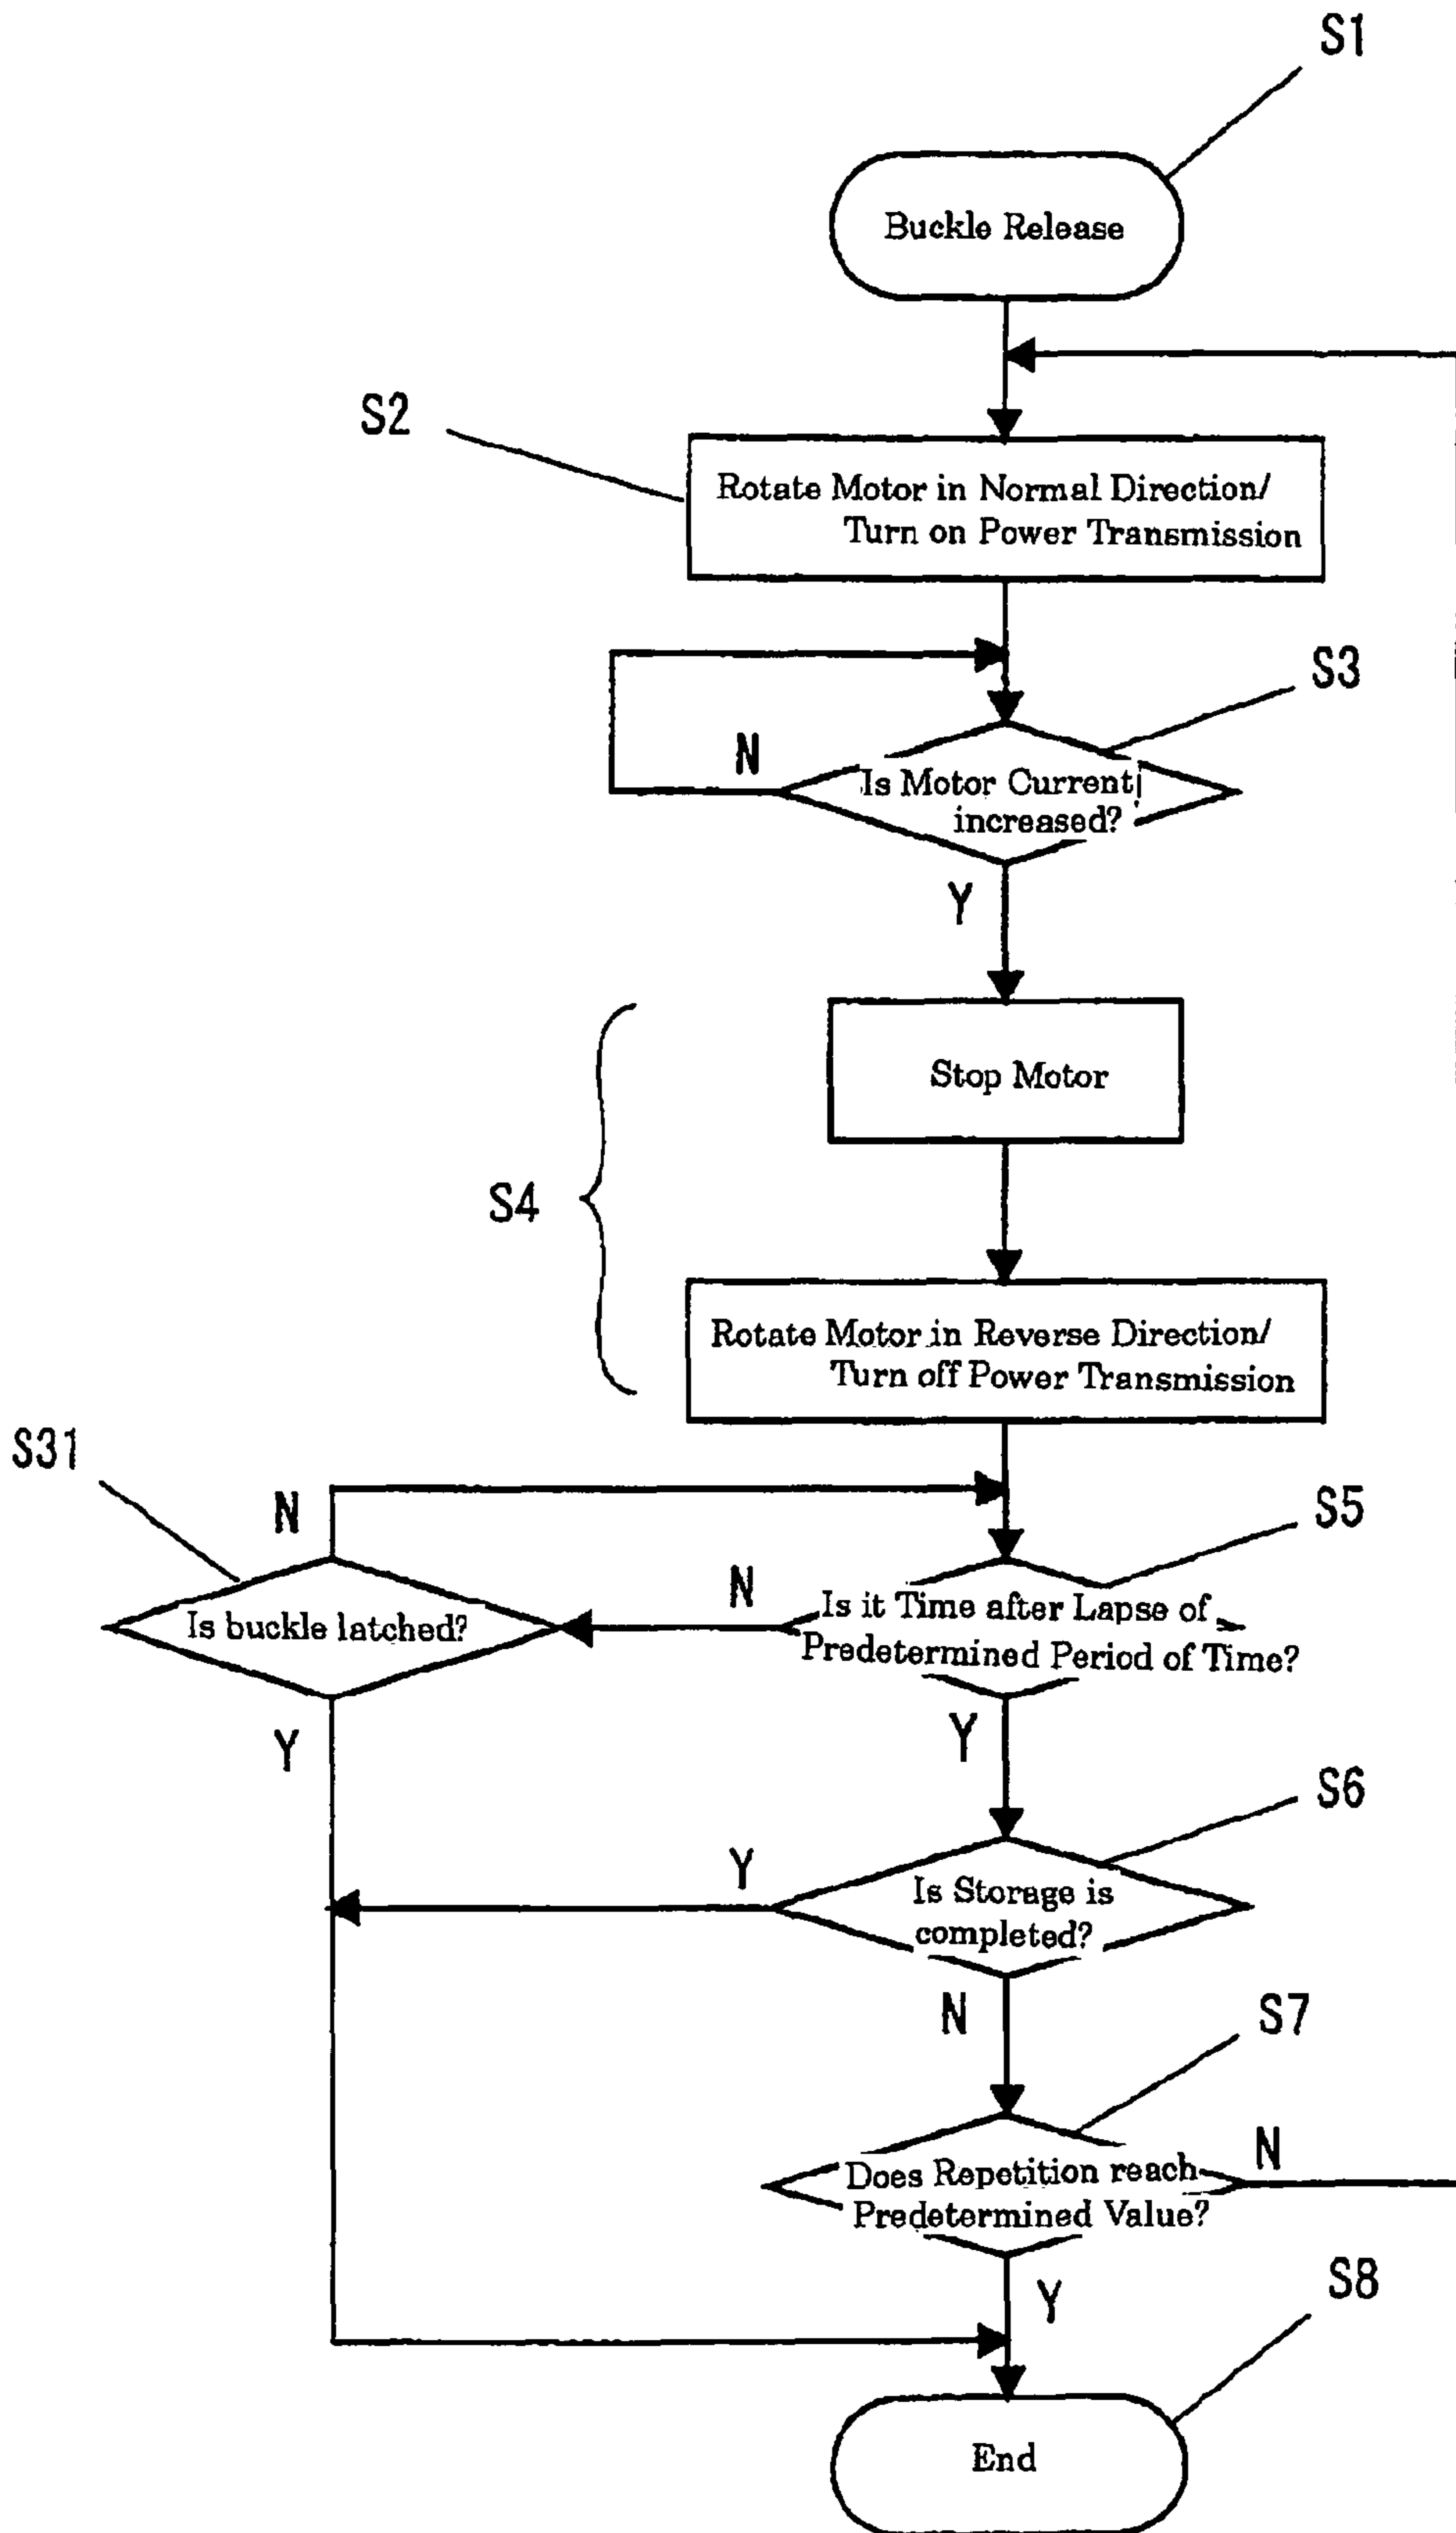 S1
Buckle Release
S2
Rotate Motor in Normal Direction/
Turn on Power Transmission
S3
N
Is Motor Current
increased?
Y
Stop Motor
S4
Rotate Motor in Reverse Direction/
Turn off Power Transmission
S31
N
S5
N
Is it Time after Lapse of
Predetermined Period of Time?
Is buckle latched?
Y
Y
S6
Y
Is Storage is
completed?
N
S7
Does Repetition reach
Predetermined Value?
N
Y
S8
End